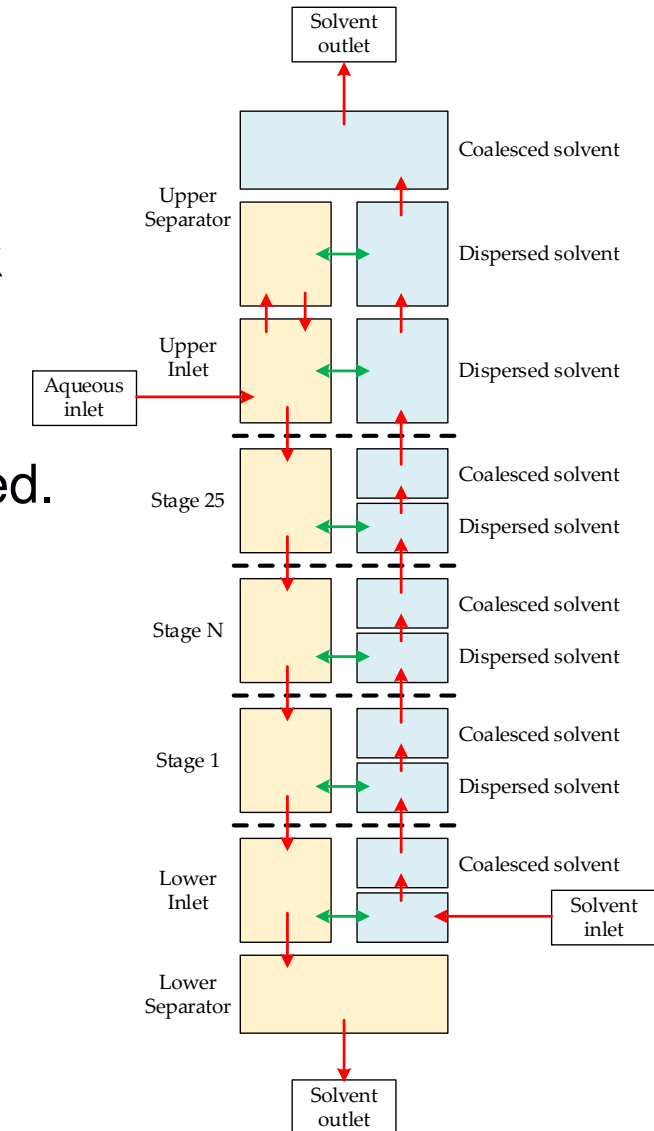 Solvent
outlet
Coalesced solvent
Upper
Separator
Dispersed solvent
Upper
Inlet
Dispersed solvent
Aqueous
inlet
Coalesced solvent
ed.
Stage 25
Dispersed solvent
Coalesced solvent
Stage N
Dispersed solvent
Coalesced solvent
Stage 1
Dispersed solvent
Coalesced solvent
Lower
Inlet
Solvent
inlet
Lower
Separator
Solvent
outlet